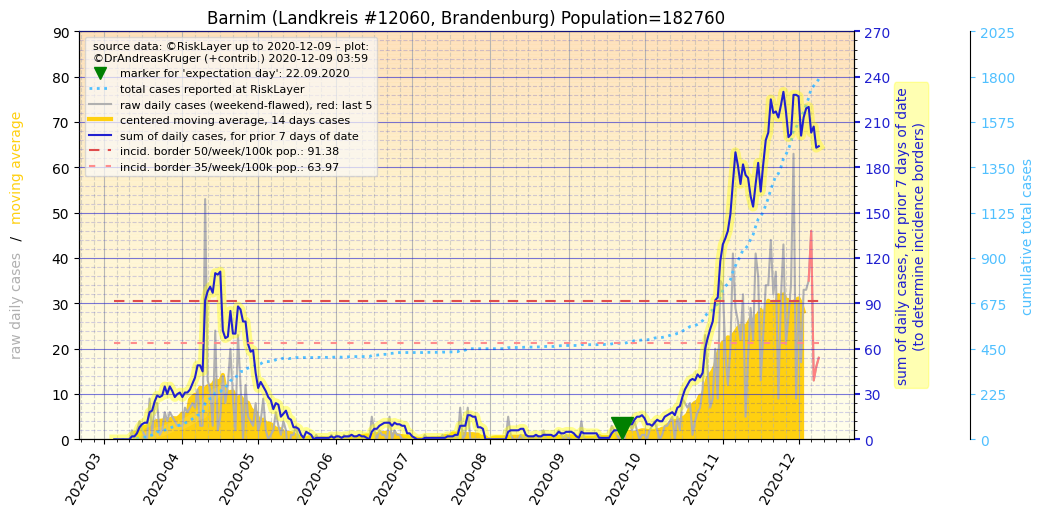 Barnim (Landkreis #12060, Brandenburg) Population=182760
source data: ©RiskLayer up to 2020-12-09 – plot:
©DrAndreasKruger (+contrib.) 2020-12-09 03:59
marker for 'expectation day': 22.09.2020
total cases reported at RiskLayer
raw daily cases (weekend-flawed), red: last 5
centered moving average, 14 days cases
sum of daily cases, for prior 7 days of date
incid. border 50/week/100k pop.: 91.38
incid. border 35/week/100k pop.: 63.97
raw daily cases / moving average
90
80
70
60
50
40
30
20
10
0
2020-03
2020-04
2020-05
2020-06
2020-07
2020-08
2020-09
2020-10
2020-11
2020-12
270
240
210
180
150
120
90
60
30
0
sum of daily cases, for prior 7 days of date
(to determine incidence borders)
2025
1800
1575
1350
1125
900
675
450
225
0
cumulative total cases